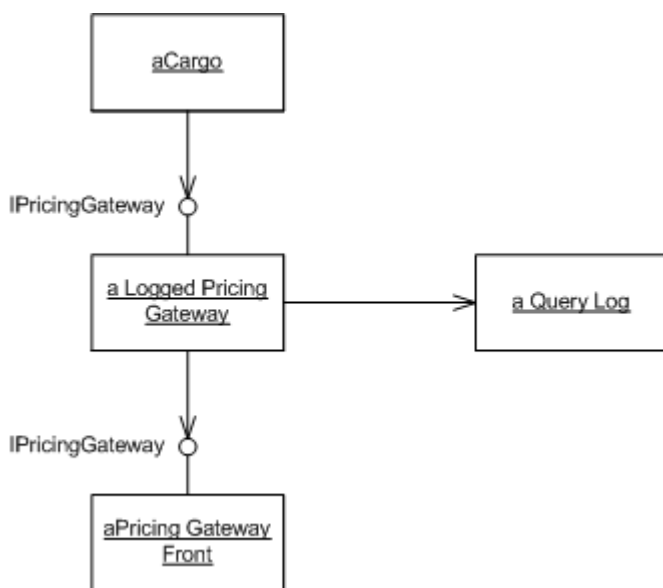 aCargo
IPricingGateway
a Logged Pricing
Gateway
a Query Log
IPricingGateway
aPricing Gateway
Front